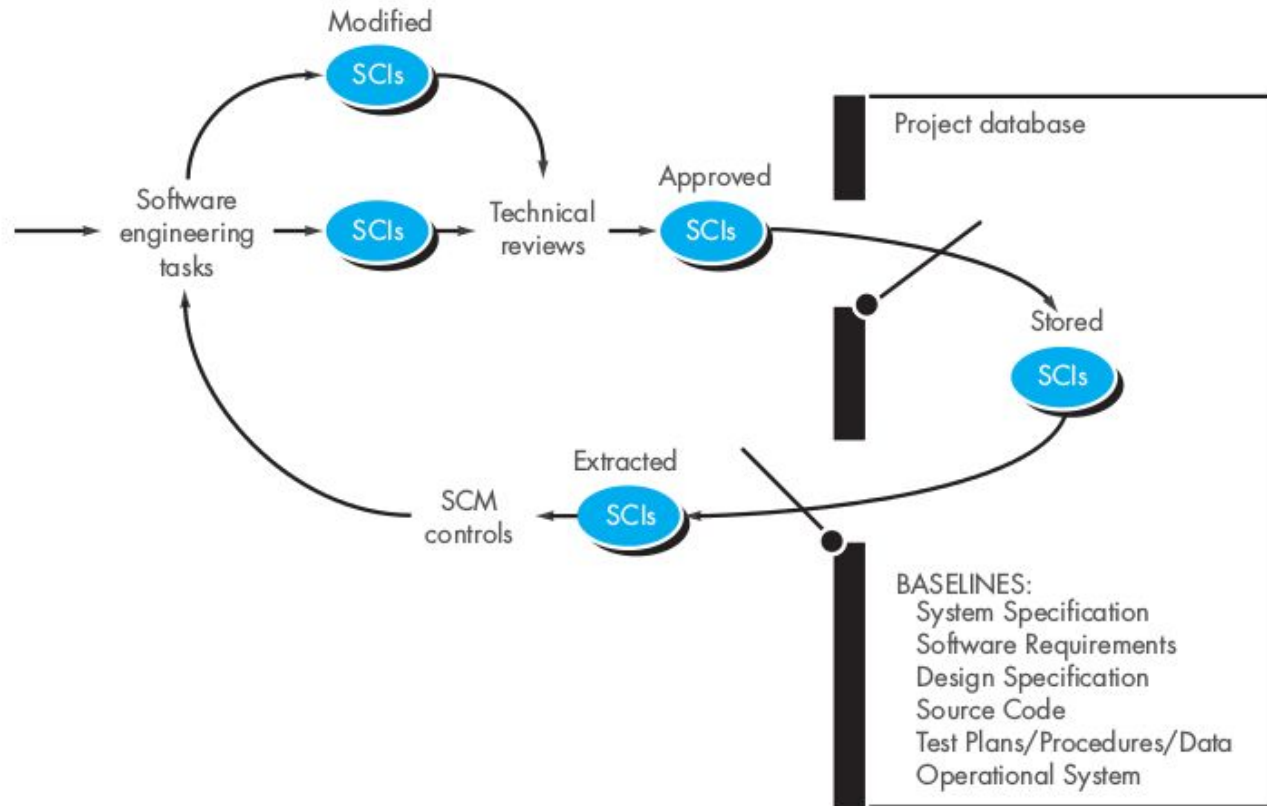 Modified
SCIs
Project database
Software
engineering
tasks
SCIs
Technical
reviews
Approved
SCIs
Stored
SCIs
Extracted
SCIs
SCM
controls
BASELINES:
System Specification
Software Requirements
Design Specification
Source Code
Test Plans/Procedures/Data
Operational System